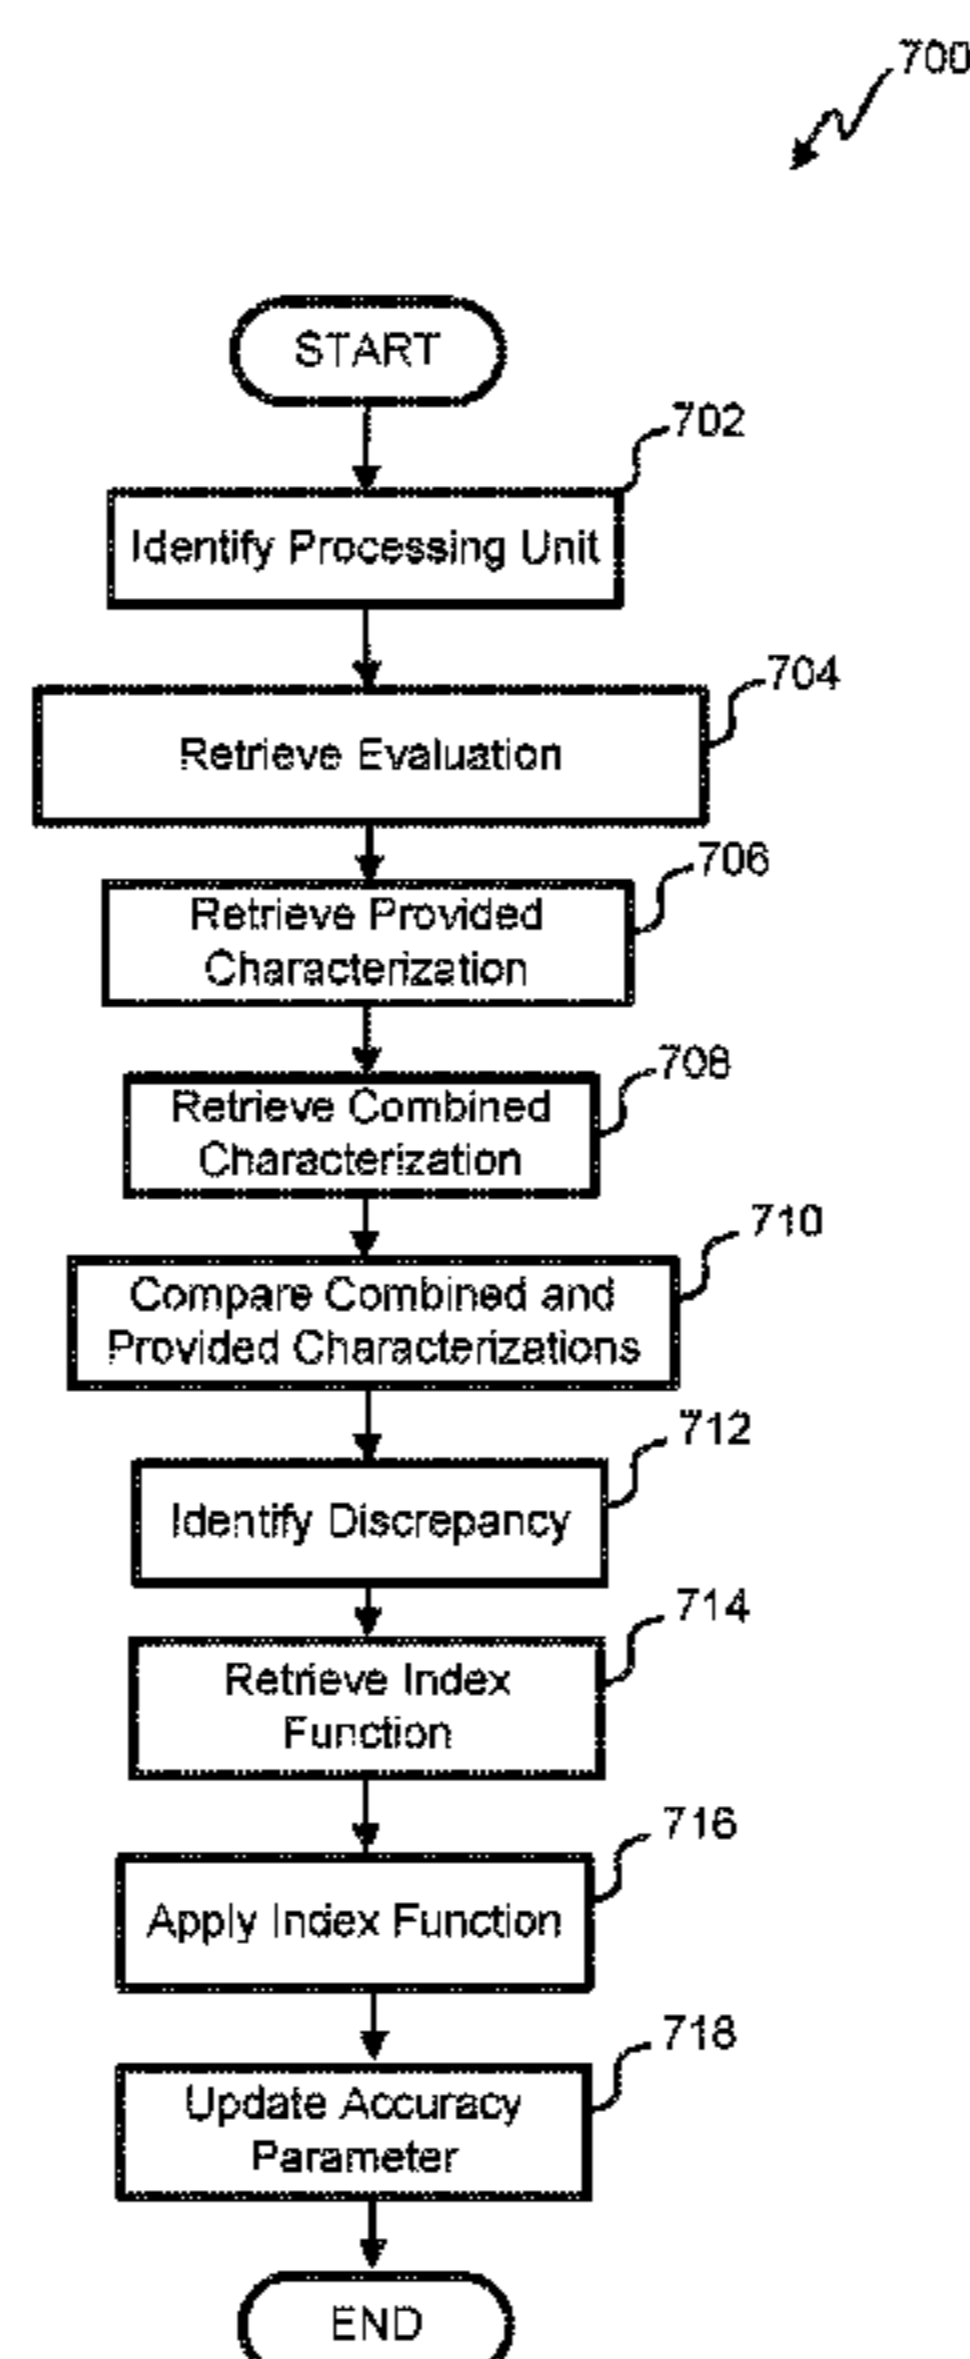 700
START
702
Identify Processing Unit
704
Retrieve Evaluation
706
Retrieve Provided
Characterization
708
Retrieve Combined
Characterization
710
Compare Combined and
Provided Characterizations
712
Identify Discrepancy
714
Retrieve Index
Function
716
Apply Index Function
718
Update Accuracy
Parameter
END